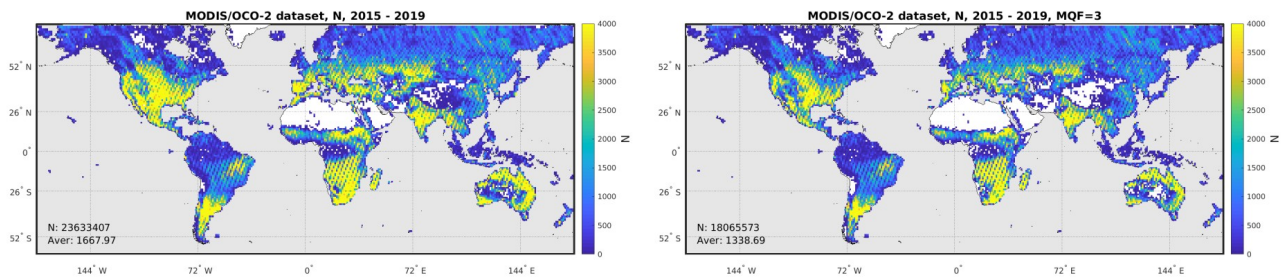 MODIS/OCO-2 dataset, N, 2015 - 2019
52° N
26° N
0°
26° S
52° S
N: 23633407
Aver: 1667.97
144° W
72° W
0°
72° E
144° E
4000
3500
3000
2500
2000
1500
1000
500
0
N
MODIS/OCO-2 dataset, N, 2015 - 2019, MQF=3
52° N
26° N
0°
26° S
52° S
N: 18065573
Aver: 1338.69
144° W
72° W
0°
72° E
144° E
4000
3500
3000
2500
2000
1500
1000
500
0
N